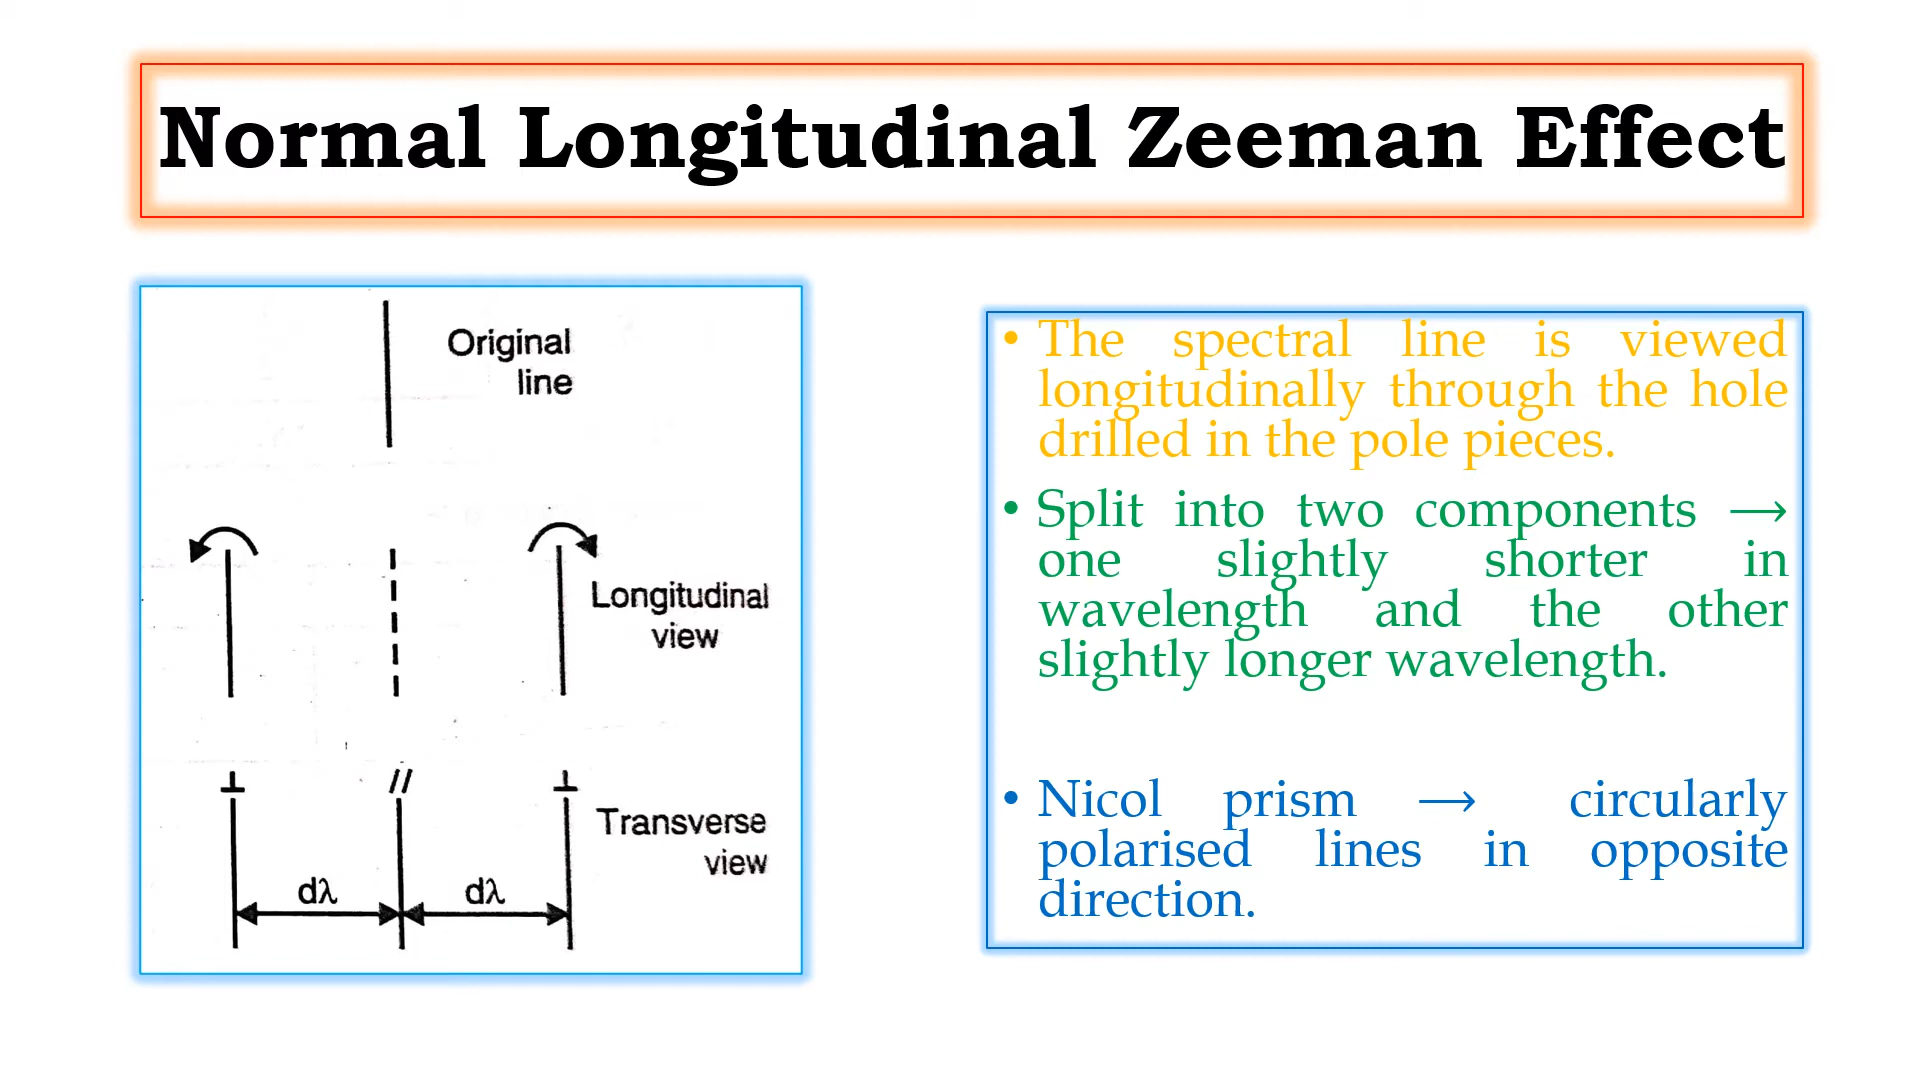 Normal Longitudinal Zeeman Effect
Original
line
Longitudinal
view
⊥ // ⊥
Transverse
view
dλ dλ
• The spectral line is viewed
longitudinally through the hole
drilled in the pole pieces.
• Split into two components →
one slightly shorter in
wavelength and the other
slightly longer wavelength.
• Nicol prism → circularly
polarised lines in opposite
direction.